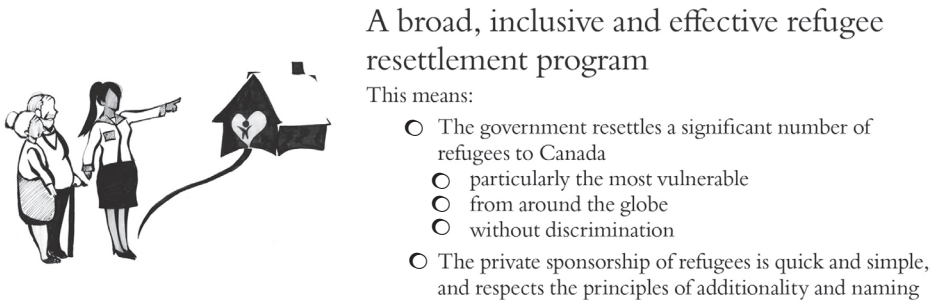 A broad, inclusive and effective refugee
resettlement program
This means:
The government resettles a significant number of
refugees to Canada
particularly the most vulnerable
from around the globe
without discrimination
The private sponsorship of refugees is quick and simple,
and respects the principles of additionality and naming